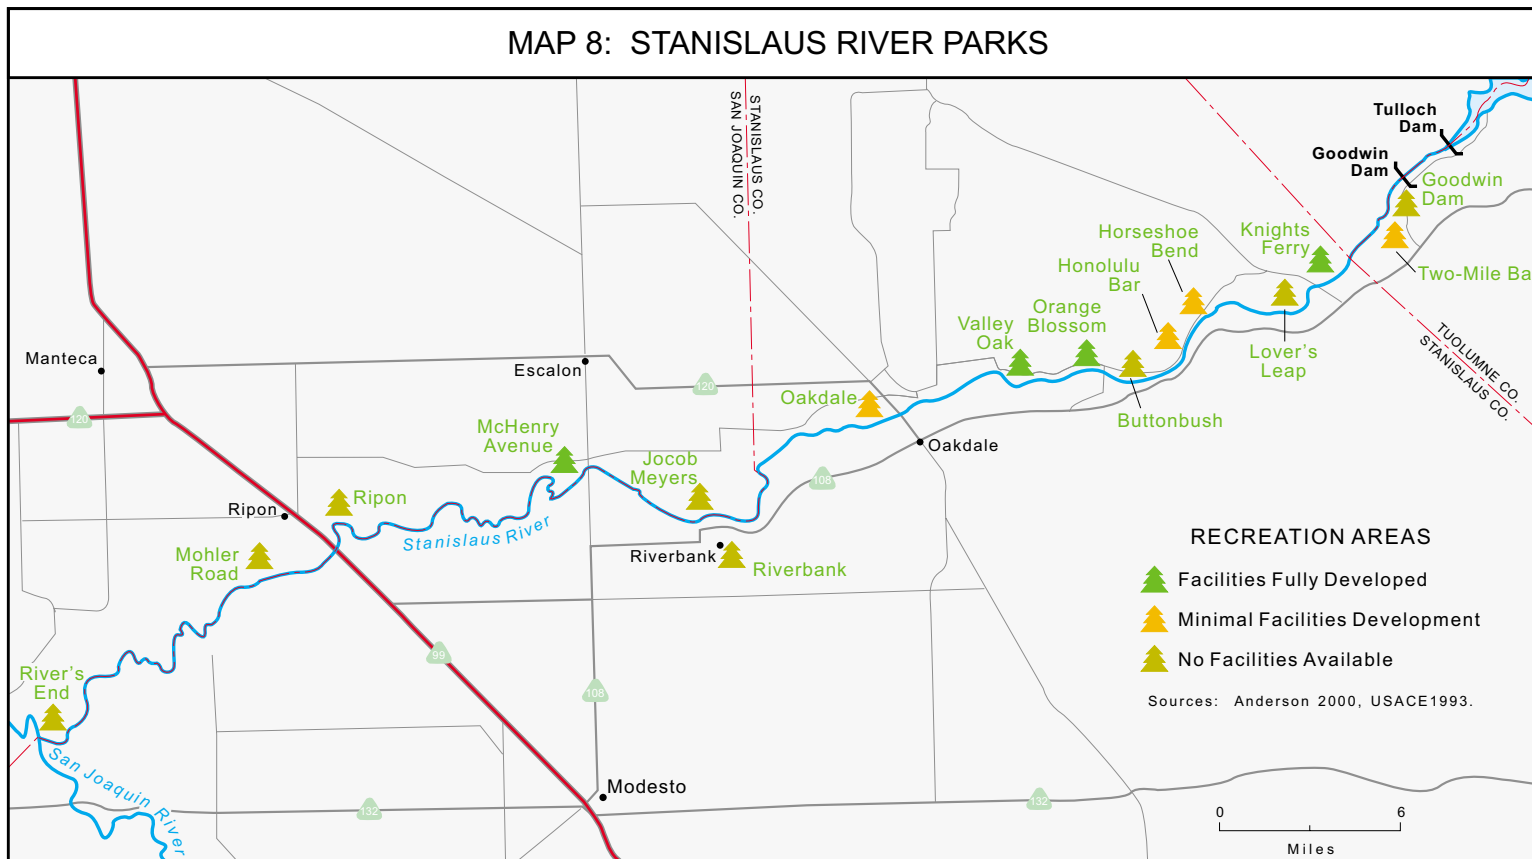 MAP 8: STANISLAUS RIVER PARKS
STANISLAUS CO.
SAN JOAQUIN CO.
Tulloch
Dam
Goodwin
Dam
Goodwin
Dam
Horseshoe
Bend
Knights
Ferry
Honolulu
Bar
Two-Mile Ba
Orange
Blossom
Valley
Oak
TUOLUMNE CO.
STANISLAUS CO.
Lover's
Leap
Manteca
Escalon
120
120
Oakdale
Buttonbush
McHenry
Avenue
Oakdale
Jocob
Meyers
108
Ripon
Ripon
Stanislaus River
Mohler
Road
Riverbank
Riverbank
RECREATION AREAS
Facilities Fully Developed
Minimal Facilities Development
No Facilities Available
Sources: Anderson 2000, USACE1993.
99
River's
End
108
San Joaquin River
Modesto
132
132
0 6
Miles